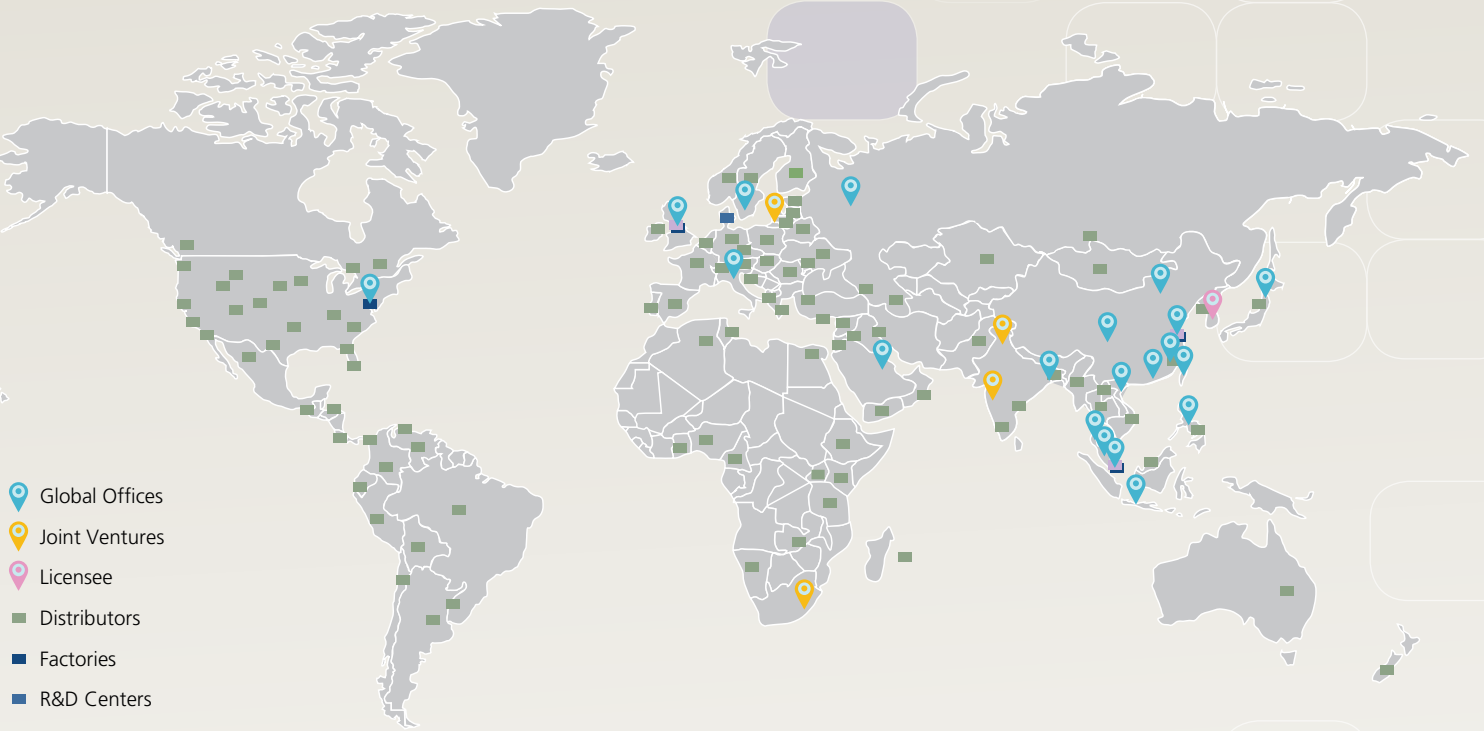 Global Offices
Joint Ventures
Licensee
Distributors
Factories
R&D Centers